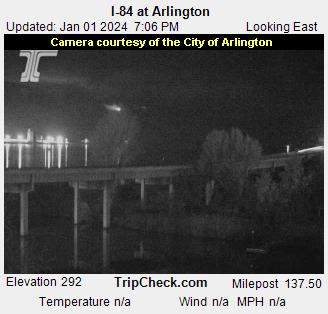 I-84 at Arlington
Updated: Jan 01 2024 7:06 PM Looking East
Camera courtesy of the City of Arlington
Elevation 292 TripCheck.com Milepost 137.50
Temperature n/a Wind n/a MPH n/a